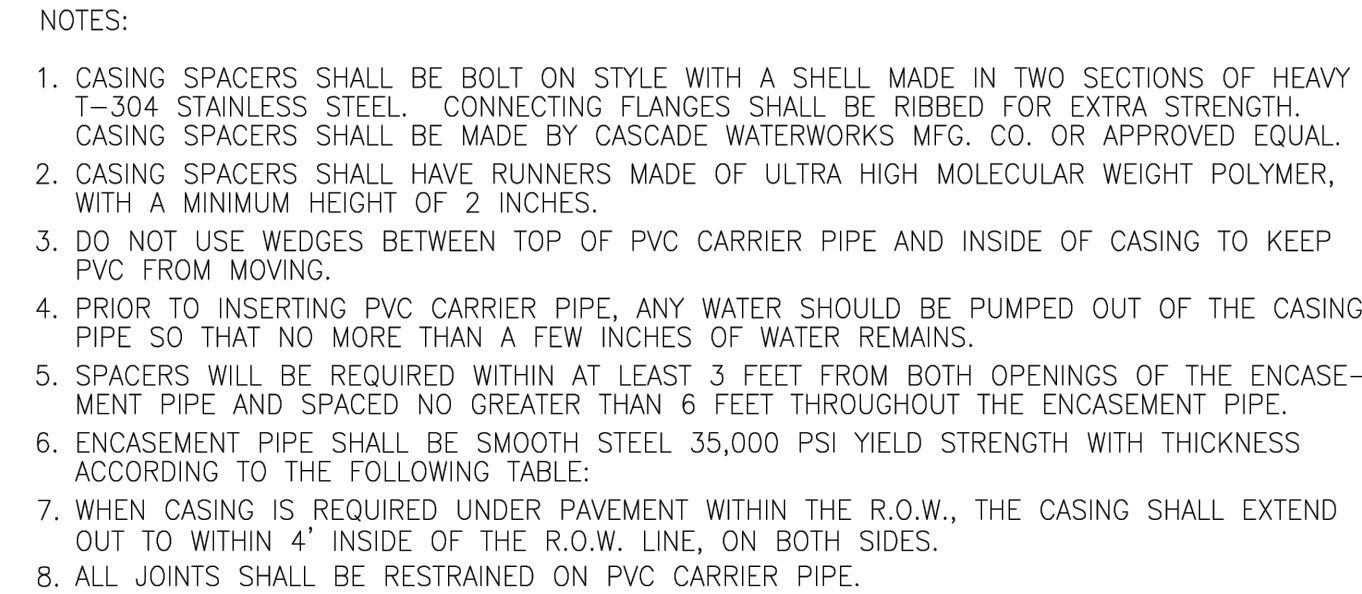 NOTES:
1. CASING SPACERS SHALL BE BOLT ON STYLE WITH A SHELL MADE IN TWO SECTIONS OF HEAVY
T-304 STAINLESS STEEL. CONNECTING FLANGES SHALL BE RIBBED FOR EXTRA STRENGTH.
CASING SPACERS SHALL BE MADE BY CASCADE WATERWORKS MFG. CO. OR APPROVED EQUAL.
2. CASING SPACERS SHALL HAVE RUNNERS MADE OF ULTRA HIGH MOLECULAR WEIGHT POLYMER,
WITH A MINIMUM HEIGHT OF 2 INCHES.
3. DO NOT USE WEDGES BETWEEN TOP OF PVC CARRIER PIPE AND INSIDE OF CASING TO KEEP
PVC FROM MOVING.
4. PRIOR TO INSERTING PVC CARRIER PIPE, ANY WATER SHOULD BE PUMPED OUT OF THE CASING
PIPE SO THAT NO MORE THAN A FEW INCHES OF WATER REMAINS.
5. SPACERS WILL BE REQUIRED WITHIN AT LEAST 3 FEET FROM BOTH OPENINGS OF THE ENCASE-
MENT PIPE AND SPACED NO GREATER THAN 6 FEET THROUGHOUT THE ENCASEMENT PIPE.
6. ENCASEMENT PIPE SHALL BE SMOOTH STEEL 35,000 PSI YIELD STRENGTH WITH THICKNESS
ACCORDING TO THE FOLLOWING TABLE:
7. WHEN CASING IS REQUIRED UNDER PAVEMENT WITHIN THE R.O.W., THE CASING SHALL EXTEND
OUT TO WITHIN 4' INSIDE OF THE R.O.W. LINE, ON BOTH SIDES.
8. ALL JOINTS SHALL BE RESTRAINED ON PVC CARRIER PIPE.